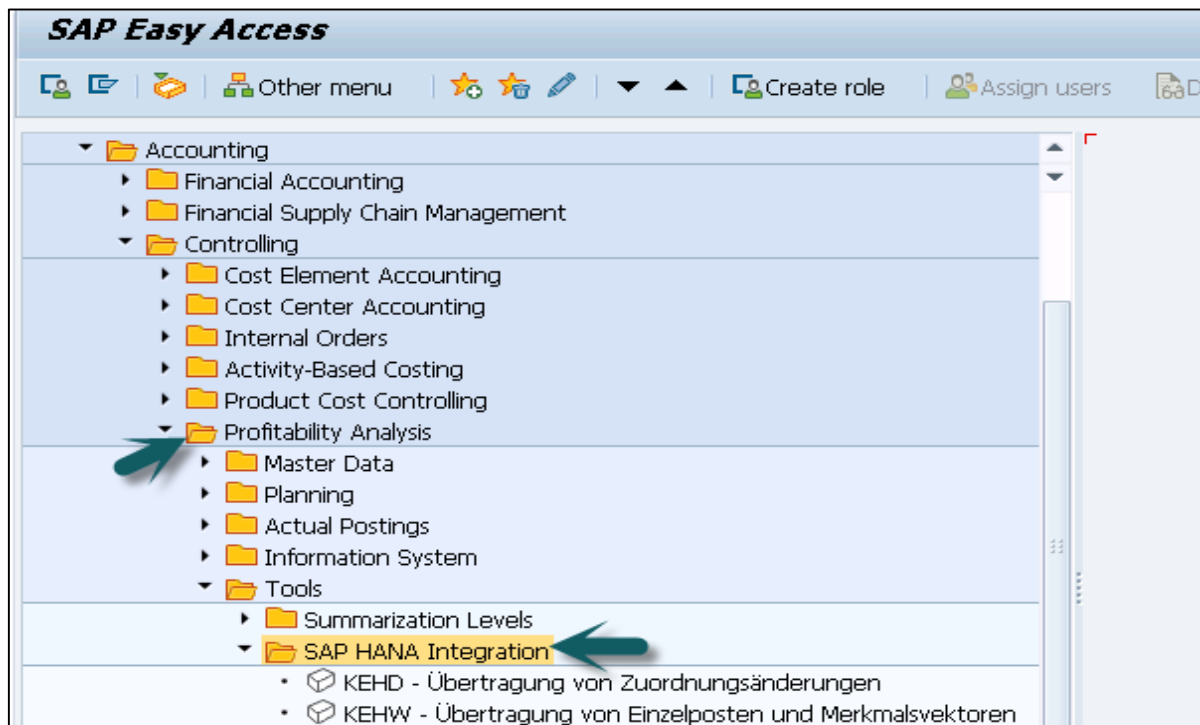 SAP Easy Access
Other menu Create role Assign users D
Accounting
Financial Accounting
Financial Supply Chain Management
Controlling
Cost Element Accounting
Cost Center Accounting
Internal Orders
Activity-Based Costing
Product Cost Controlling
Profitability Analysis
Master Data
Planning
Actual Postings
Information System
Tools
Summarization Levels
SAP HANA Integration
KEHD - Übertragung von Zuordnungsänderungen
KEHW - Übertragung von Einzelposten und Merkmalsvektoren